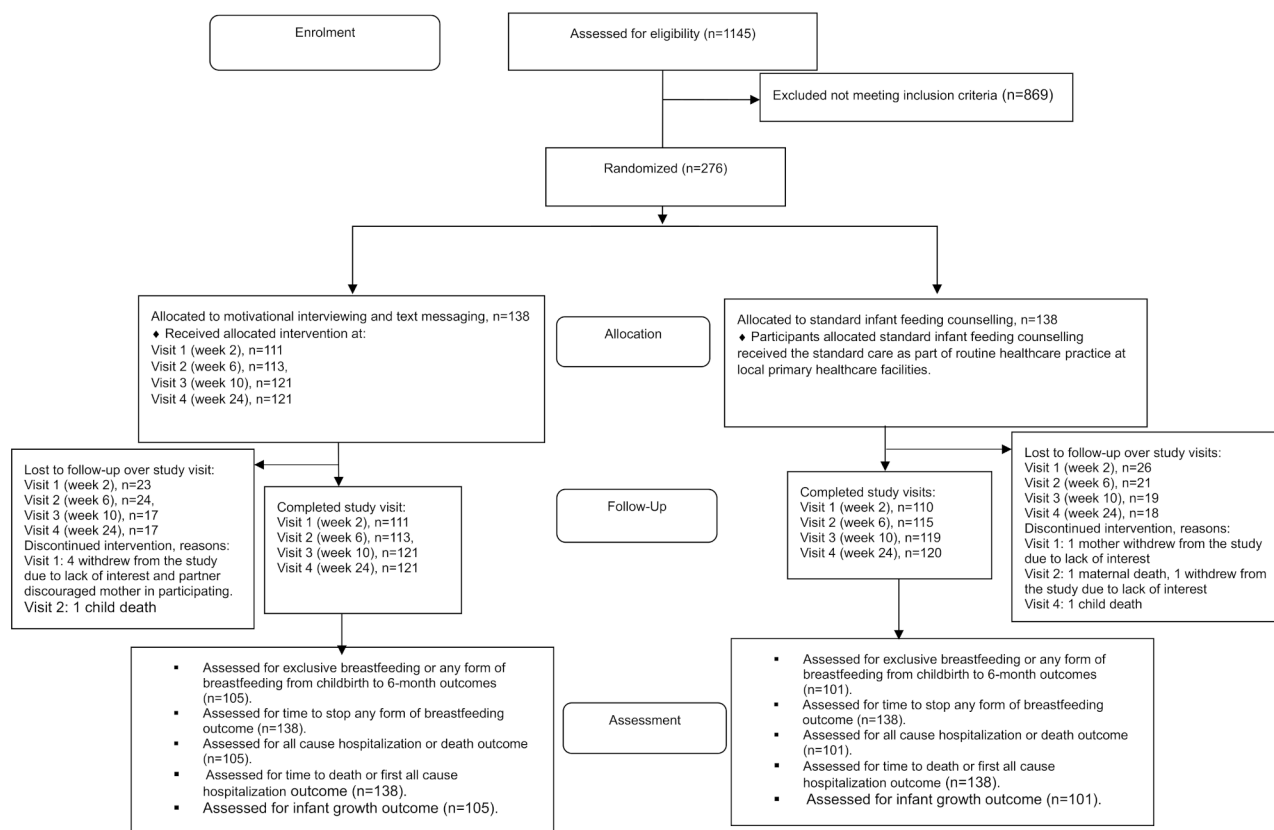 Enrolment
Assessed for eligibility (n=1145)
Excluded not meeting inclusion criteria (n=869)
Randomized (n=276)
Allocated to motivational interviewing and text messaging, n=138
♦ Received allocated intervention at:
Visit 1 (week 2), n=111
Visit 2 (week 6), n=113,
Visit 3 (week 10), n=121
Visit 4 (week 24), n=121
Allocation
Allocated to standard infant feeding counselling, n=138
♦ Participants allocated standard infant feeding counselling
received the standard care as part of routine healthcare practice at
local primary healthcare facilities.
Lost to follow-up over study visit:
Visit 1 (week 2), n=23
Visit 2 (week 6), n=24,
Visit 3 (week 10), n=17
Visit 4 (week 24), n=17
Discontinued intervention, reasons:
Visit 1: 4 withdrew from the study
due to lack of interest and partner
discouraged mother in participating.
Visit 2: 1 child death
Completed study visit:
Visit 1 (week 2), n=111
Visit 2 (week 6), n=113,
Visit 3 (week 10), n=121
Visit 4 (week 24), n=121
Follow-Up
Completed study visits:
Visit 1 (week 2), n=110
Visit 2 (week 6), n=115
Visit 3 (week 10), n=119
Visit 4 (week 24), n=120
Lost to follow-up over study visits:
Visit 1 (week 2), n=26
Visit 2 (week 6), n=21
Visit 3 (week 10), n=19
Visit 4 (week 24), n=18
Discontinued intervention, reasons:
Visit 1: 1 mother withdrew from the study
due to lack of interest
Visit 2: 1 maternal death, 1 withdrew from
the study due to lack of interest
Visit 4: 1 child death
▪ Assessed for exclusive breastfeeding or any form of
breastfeeding from childbirth to 6-month outcomes
(n=105).
▪ Assessed for time to stop any form of breastfeeding
outcome (n=138).
▪ Assessed for all cause hospitalization or death outcome
(n=105).
▪ Assessed for time to death or first all cause
hospitalization outcome (n=138).
▪ Assessed for infant growth outcome (n=105).
Assessment
▪ Assessed for exclusive breastfeeding or any form of
breastfeeding from childbirth to 6-month outcomes
(n=101).
▪ Assessed for time to stop any form of breastfeeding
outcome (n=138).
▪ Assessed for all cause hospitalization or death outcome
(n=101).
▪ Assessed for time to death or first all cause
hospitalization outcome (n=138).
▪ Assessed for infant growth outcome (n=101).